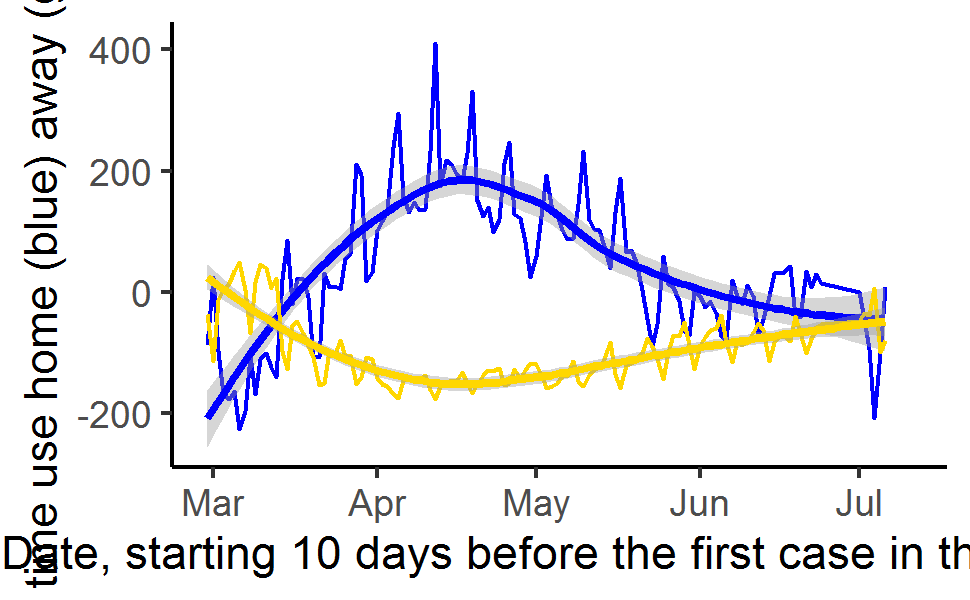 time use home (blue) away (g
400
200
0
-200
Mar Apr May Jun Jul
Date, starting 10 days before the first case in th